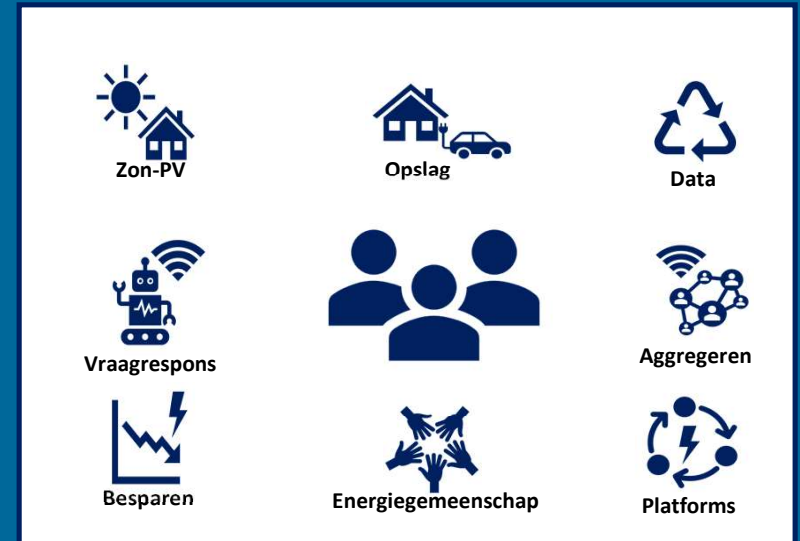 Zon-PV
Opslag
Data
Vraagrespons
Aggregeren
Besparen
Energiegemeenschap
Platforms